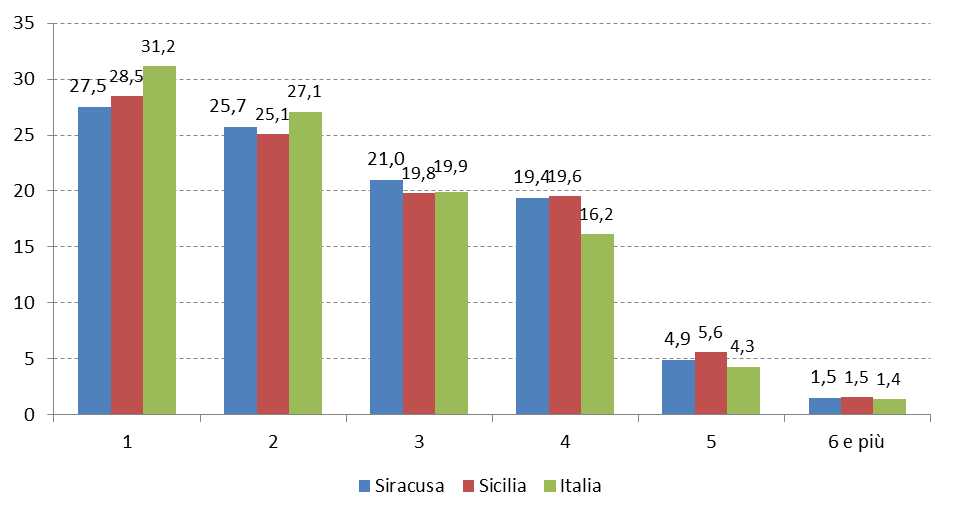 35
30
25
20
15
10
5
0
27,5 28,5 31,2
25,7 25,1 27,1
21,0 19,8 19,9
19,4 19,6 16,2
4,9 5,6 4,3
1,5 1,5 1,4
1 2 3 4 5 6 e più
Siracusa Sicilia Italia